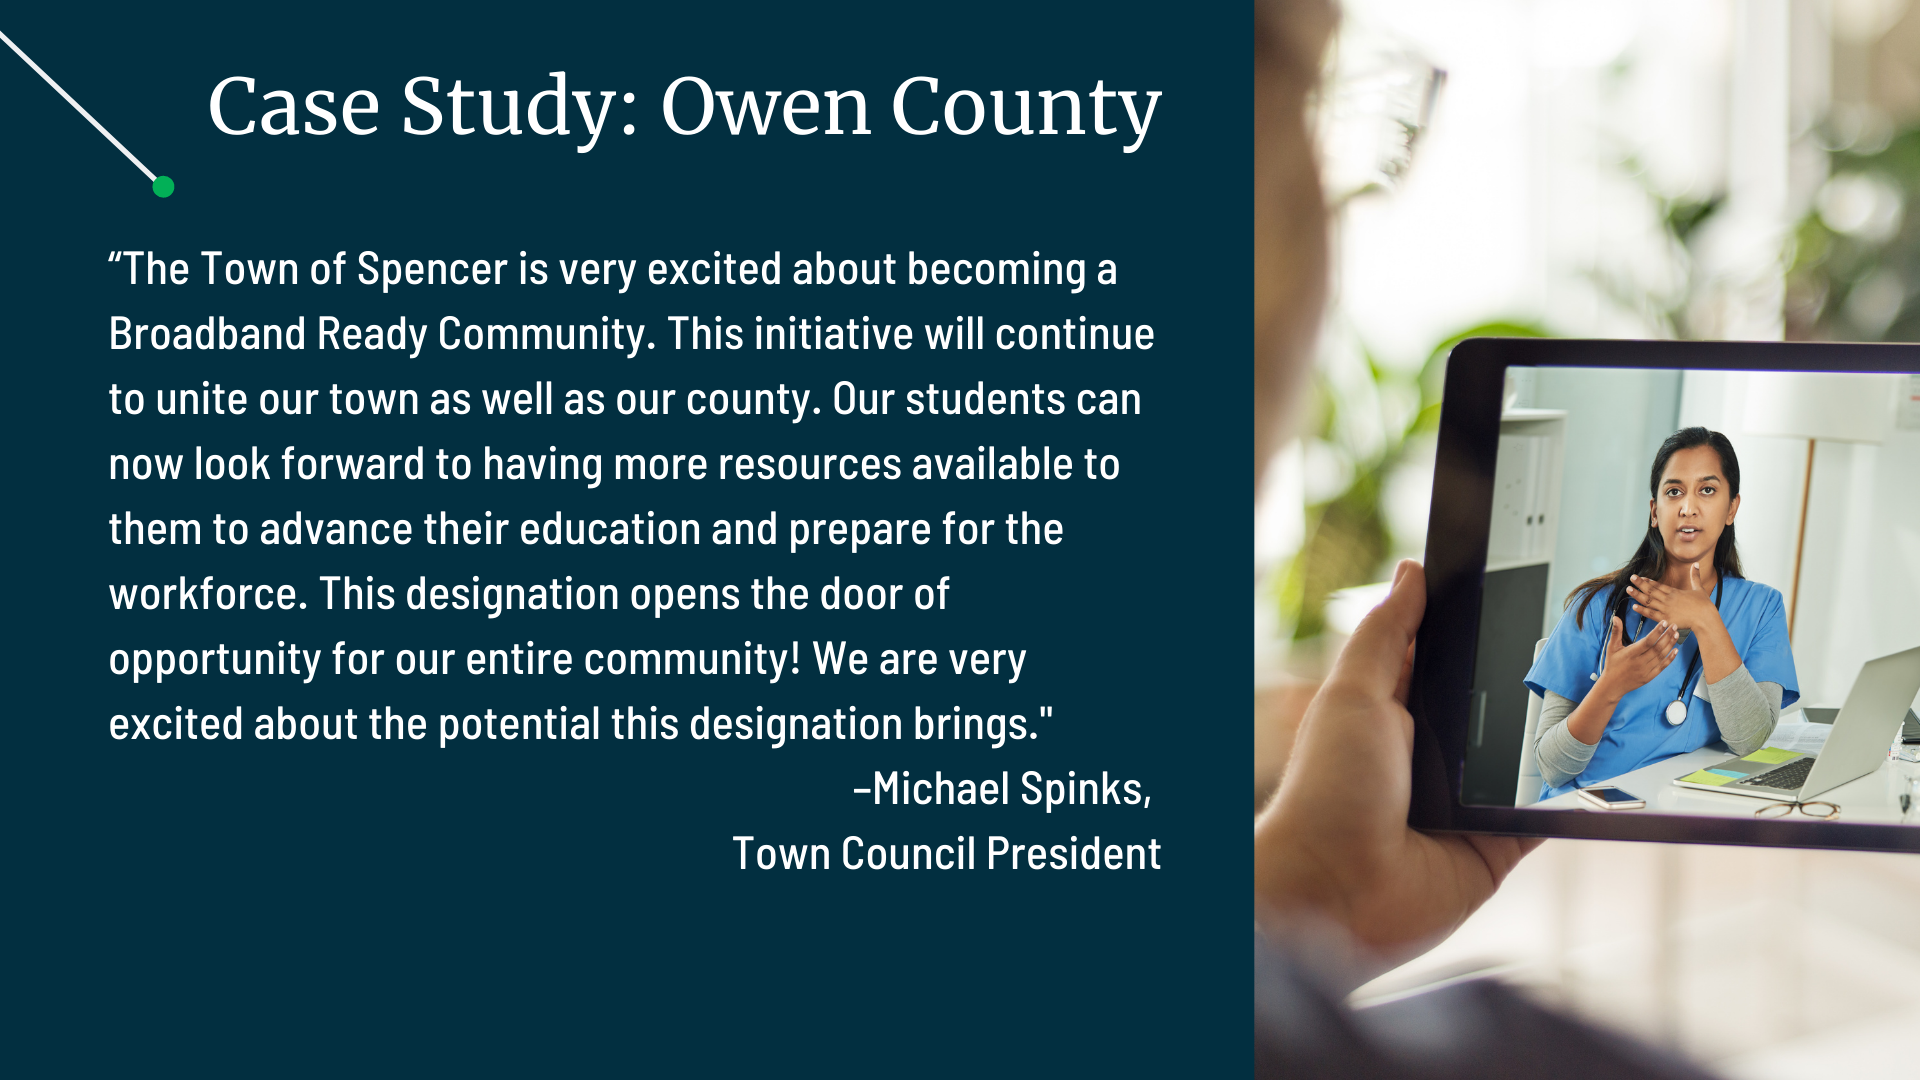 Case Study: Owen County
“The Town of Spencer is very excited about becoming a
Broadband Ready Community. This initiative will continue
to unite our town as well as our county. Our students can
now look forward to having more resources available to
them to advance their education and prepare for the
workforce. This designation opens the door of
opportunity for our entire community! We are very
excited about the potential this designation brings."
–Michael Spinks,
Town Council President